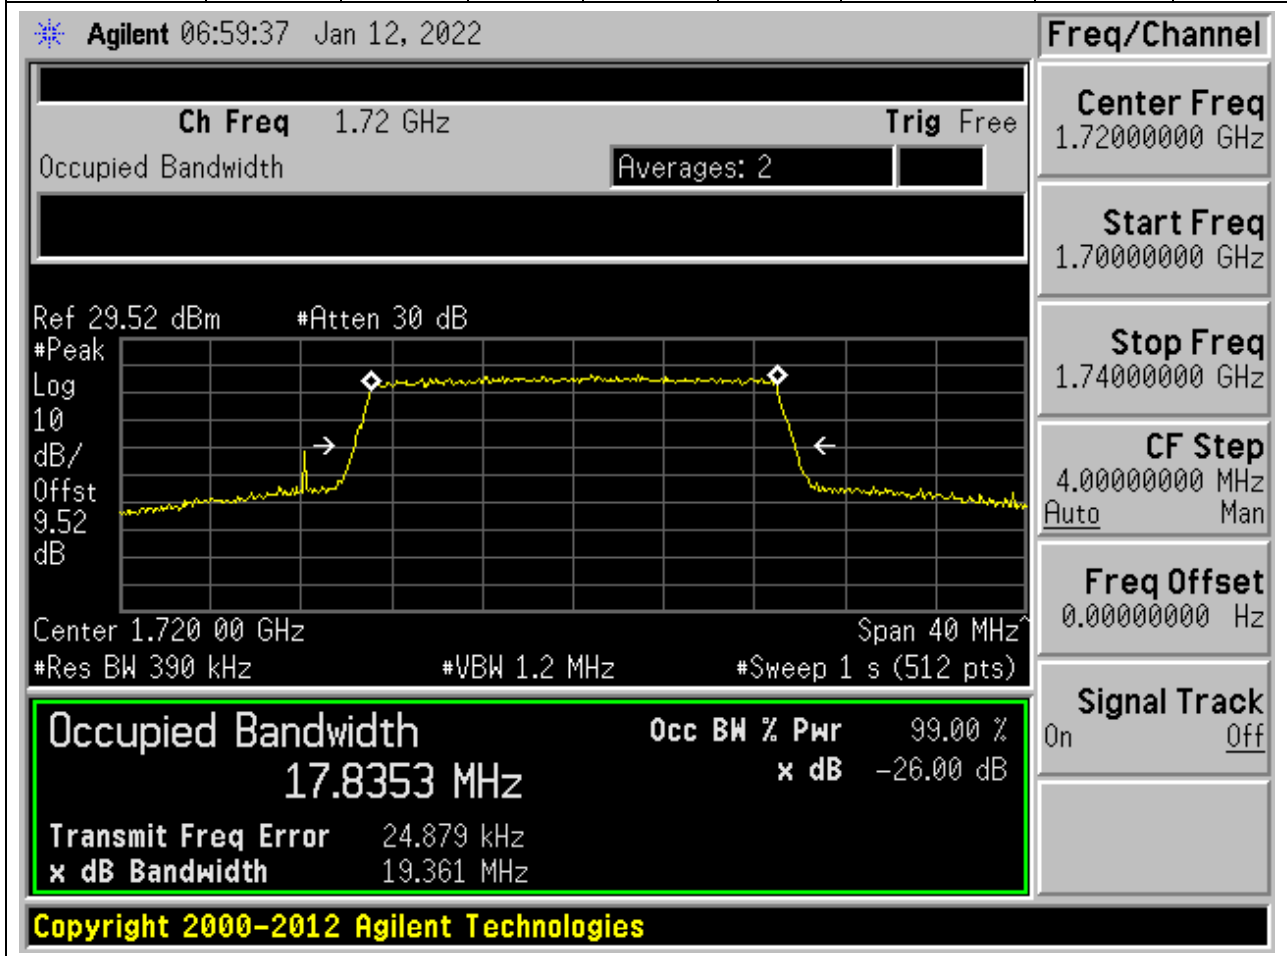 Agilent 06:59:37 Jan 12, 2022
Freq/Channel
Ch Freq 1.72 GHz Trig Free
Occupied Bandwidth Averages: 2
Center Freq
1.72000000 GHz
Start Freq
1.70000000 GHz
Stop Freq
1.74000000 GHz
CF Step
4.00000000 MHz
Auto Man
Freq Offset
0.00000000 Hz
Signal Track
On Off
Ref 29.52 dBm #Atten 30 dB
#Peak
Log
10
dB/
Offst
9.52
dB
Center 1.720 00 GHz Span 40 MHz^
#Res BW 390 kHz #VBW 1.2 MHz #Sweep 1 s (512 pts)
Occupied Bandwidth Occ BW % Pwr 99.00 %
17.8353 MHz x dB -26.00 dB
Transmit Freq Error 24.879 kHz
x dB Bandwidth 19.361 MHz
Copyright 2000-2012 Agilent Technologies